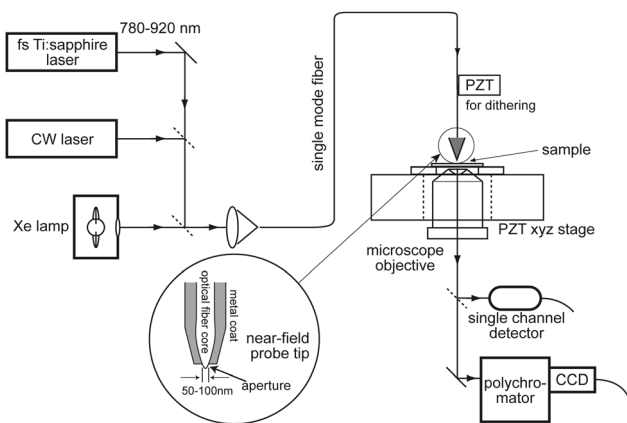 780-920 nm
fs Ti:sapphire
laser
CW laser
Xe lamp
single mode fiber
PZT
for dithering
sample
PZT xyz stage
microscope
objective
optical fiber
core
metal coat
near-field
probe tip
aperture
50-100nm
single channel
detector
polychro-
mator
CCD